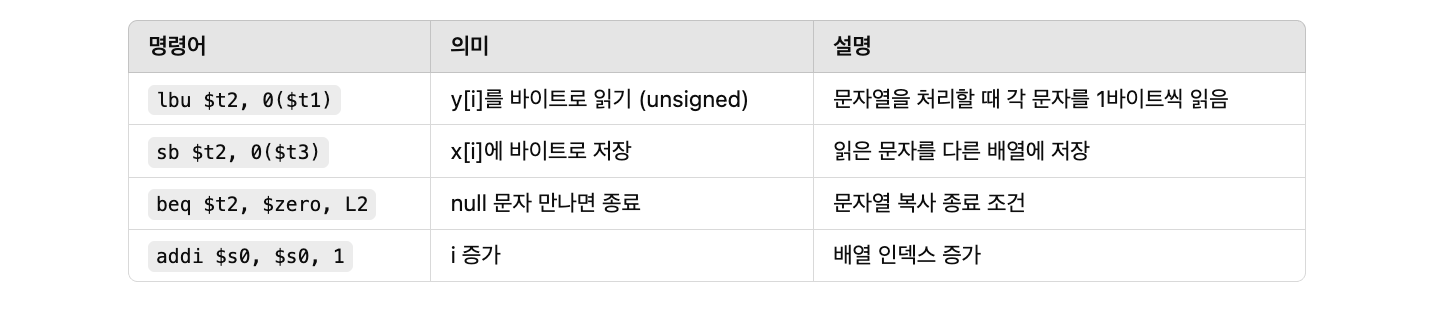 명령어 의미 설명
lbu $t2, 0($t1) y[i]를 바이트로 읽기 (unsigned) 문자열을 처리할 때 각 문자를 1바이트씩 읽음
sb $t2, 0($t3) x[i]에 바이트로 저장 읽은 문자를 다른 배열에 저장
beq $t2, $zero, L2 null 문자 만나면 종료 문자열 복사 종료 조건
addi $s0, $s0, 1 i 증가 배열 인덱스 증가